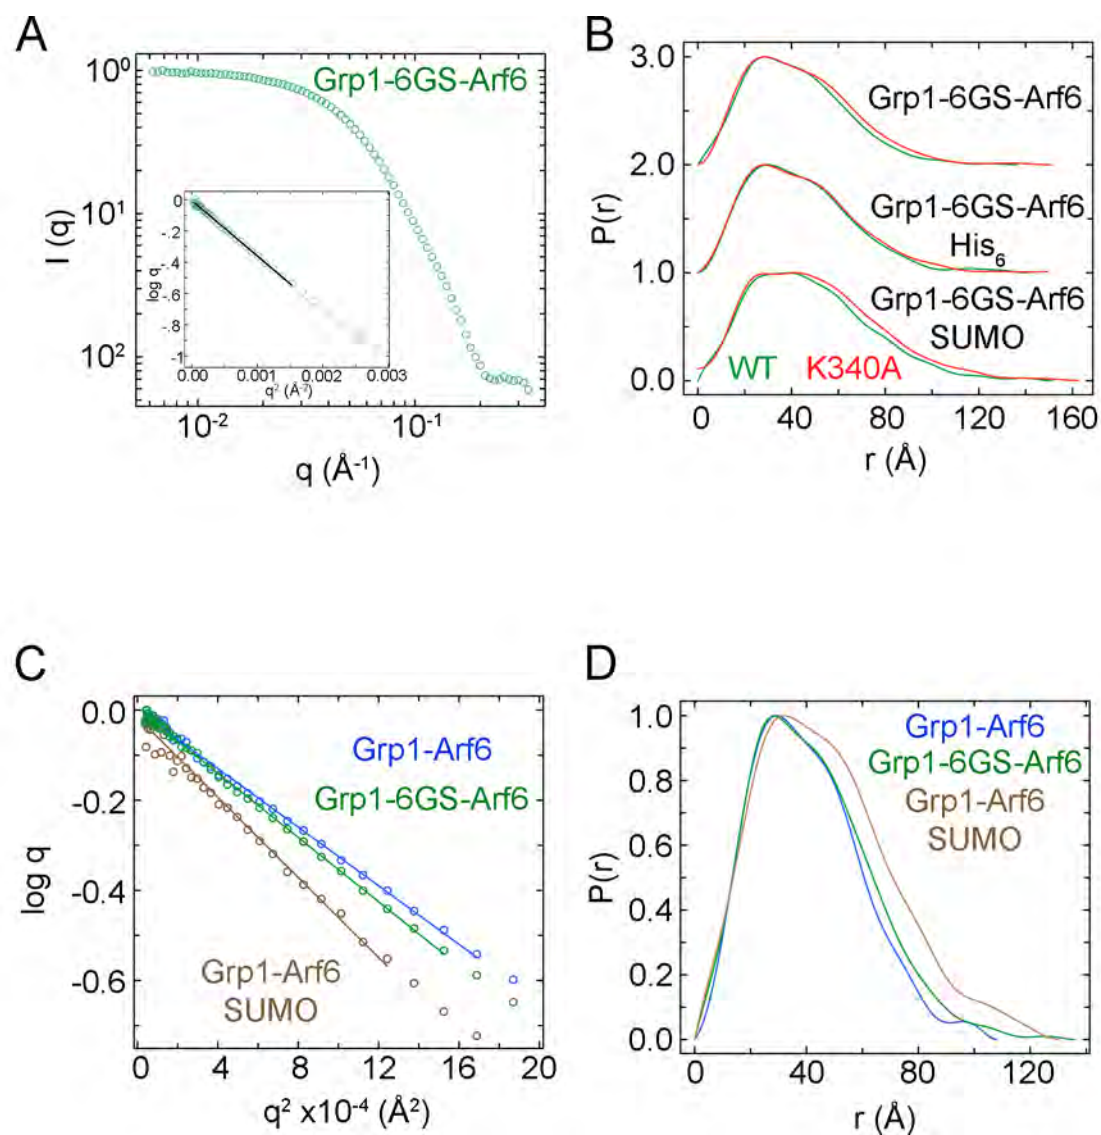 A
10⁰
10¹
10²
I (q)
Grp1-6GS-Arf6
0
-.2
-.4
-.6
-.8
-1
log q
0.00
0.001
0.002
0.003
q² (Å⁻²)
10⁻²
10⁻¹
q (Å⁻¹)
B
3.0
2.0
1.0
0.0
P(r)
Grp1-6GS-Arf6
Grp1-6GS-Arf6
His₆
Grp1-6GS-Arf6
SUMO
WT
K340A
0
40
80
120
160
r (Å)
C
0.0
-0.2
-0.4
-0.6
log q
Grp1-Arf6
Grp1-6GS-Arf6
Grp1-Arf6
SUMO
0
4
8
12
16
20
q² x10⁻⁴ (Å²)
D
1.0
0.8
0.6
0.4
0.2
0.0
P(r)
Grp1-Arf6
Grp1-6GS-Arf6
Grp1-Arf6
SUMO
0
40
80
120
r (Å)